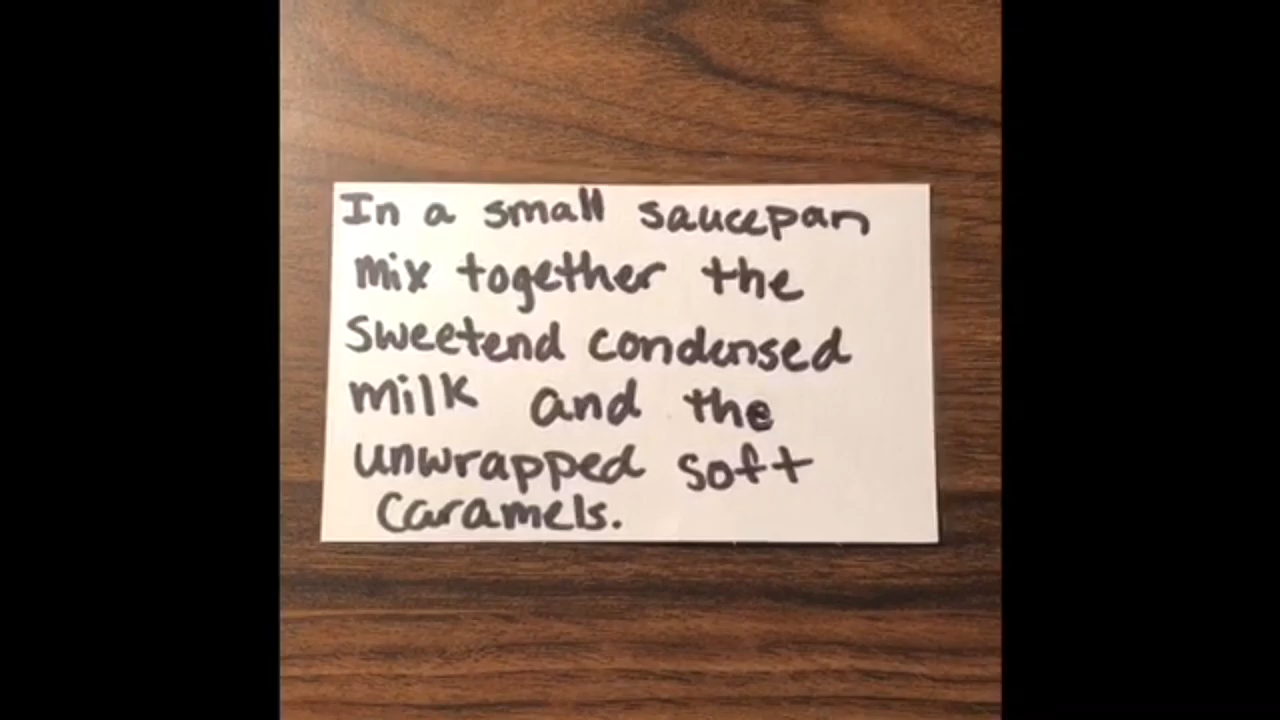 In a small saucepan
mix together the
sweetend condensed
milk and the
unwrapped soft
caramels.